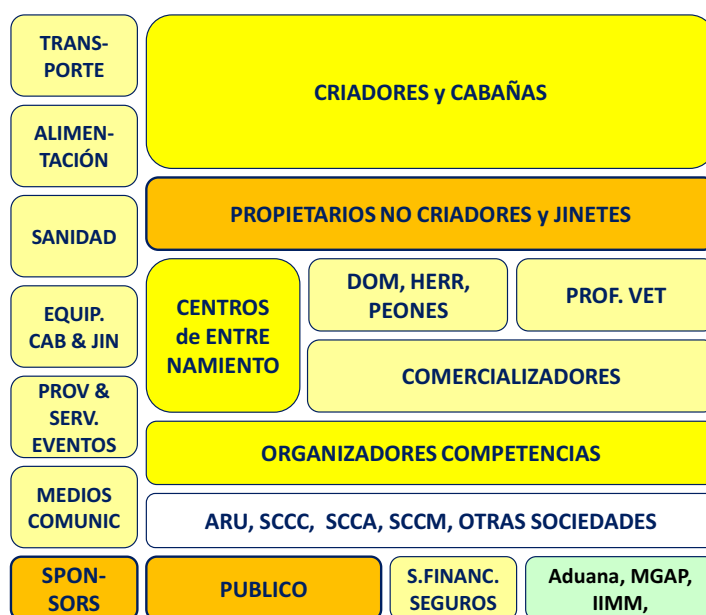 TRANS-
PORTE
ALIMEN-
TACIÓN
SANIDAD
EQUIP.
CAB & JIN
PROV &
SERV.
EVENTOS
MEDIOS
COMUNIC
SPON-
SORS
CRIADORES y CABAÑAS
PROPIETARIOS NO CRIADORES y JINETES
CENTROS
de ENTRE
NAMIENTO
DOM, HERR,
PEONES
PROF. VET
COMERCIALIZADORES
ORGANIZADORES COMPETENCIAS
ARU, SCCC, SCCA, SCCM, OTRAS SOCIEDADES
PUBLICO
S.FINANC.
SEGUROS
Aduana, MGAP,
IIMM,